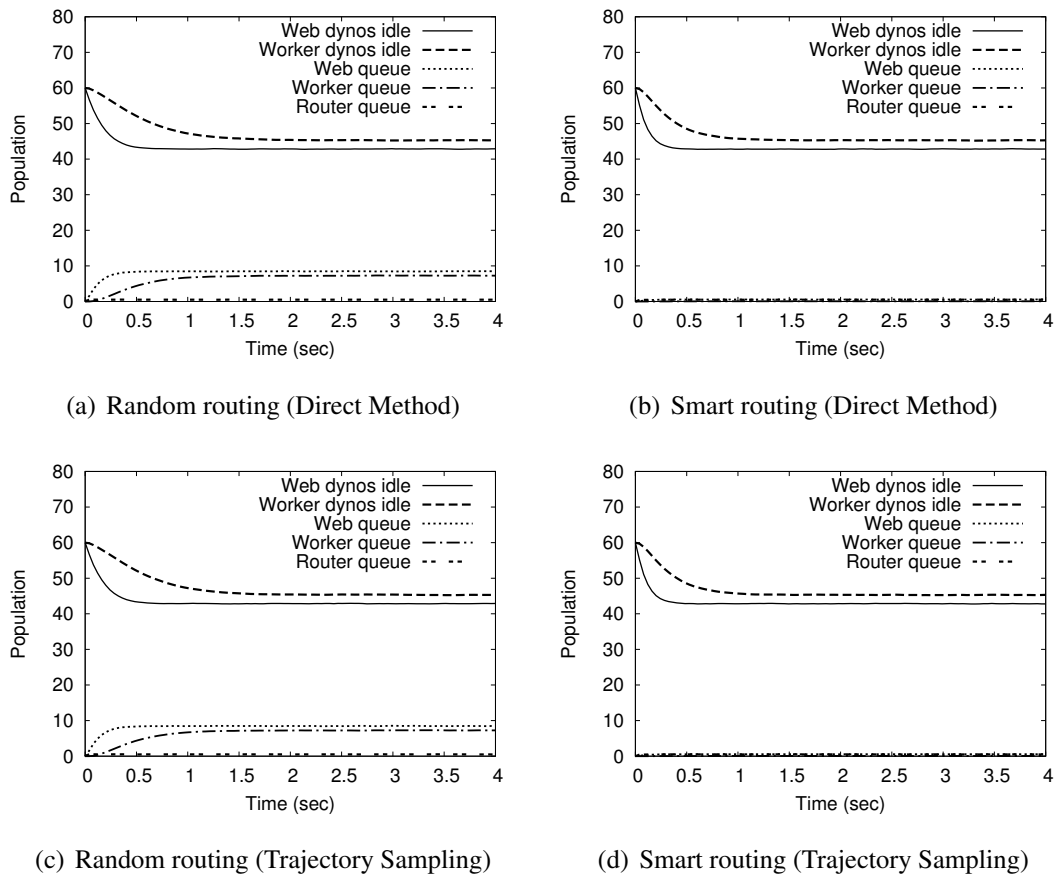 80
70
60
50
40
30
20
10
0
Population
Web dynos idle
Worker dynos idle
Web queue
Worker queue
Router queue
0 0.5 1 1.5 2 2.5 3 3.5 4
Time (sec)
(a) Random routing (Direct Method)
80
70
60
50
40
30
20
10
0
Population
Web dynos idle
Worker dynos idle
Web queue
Worker queue
Router queue
0 0.5 1 1.5 2 2.5 3 3.5 4
Time (sec)
(b) Smart routing (Direct Method)
80
70
60
50
40
30
20
10
0
Population
Web dynos idle
Worker dynos idle
Web queue
Worker queue
Router queue
0 0.5 1 1.5 2 2.5 3 3.5 4
Time (sec)
(c) Random routing (Trajectory Sampling)
80
70
60
50
40
30
20
10
0
Population
Web dynos idle
Worker dynos idle
Web queue
Worker queue
Router queue
0 0.5 1 1.5 2 2.5 3 3.5 4
Time (sec)
(d) Smart routing (Trajectory Sampling)